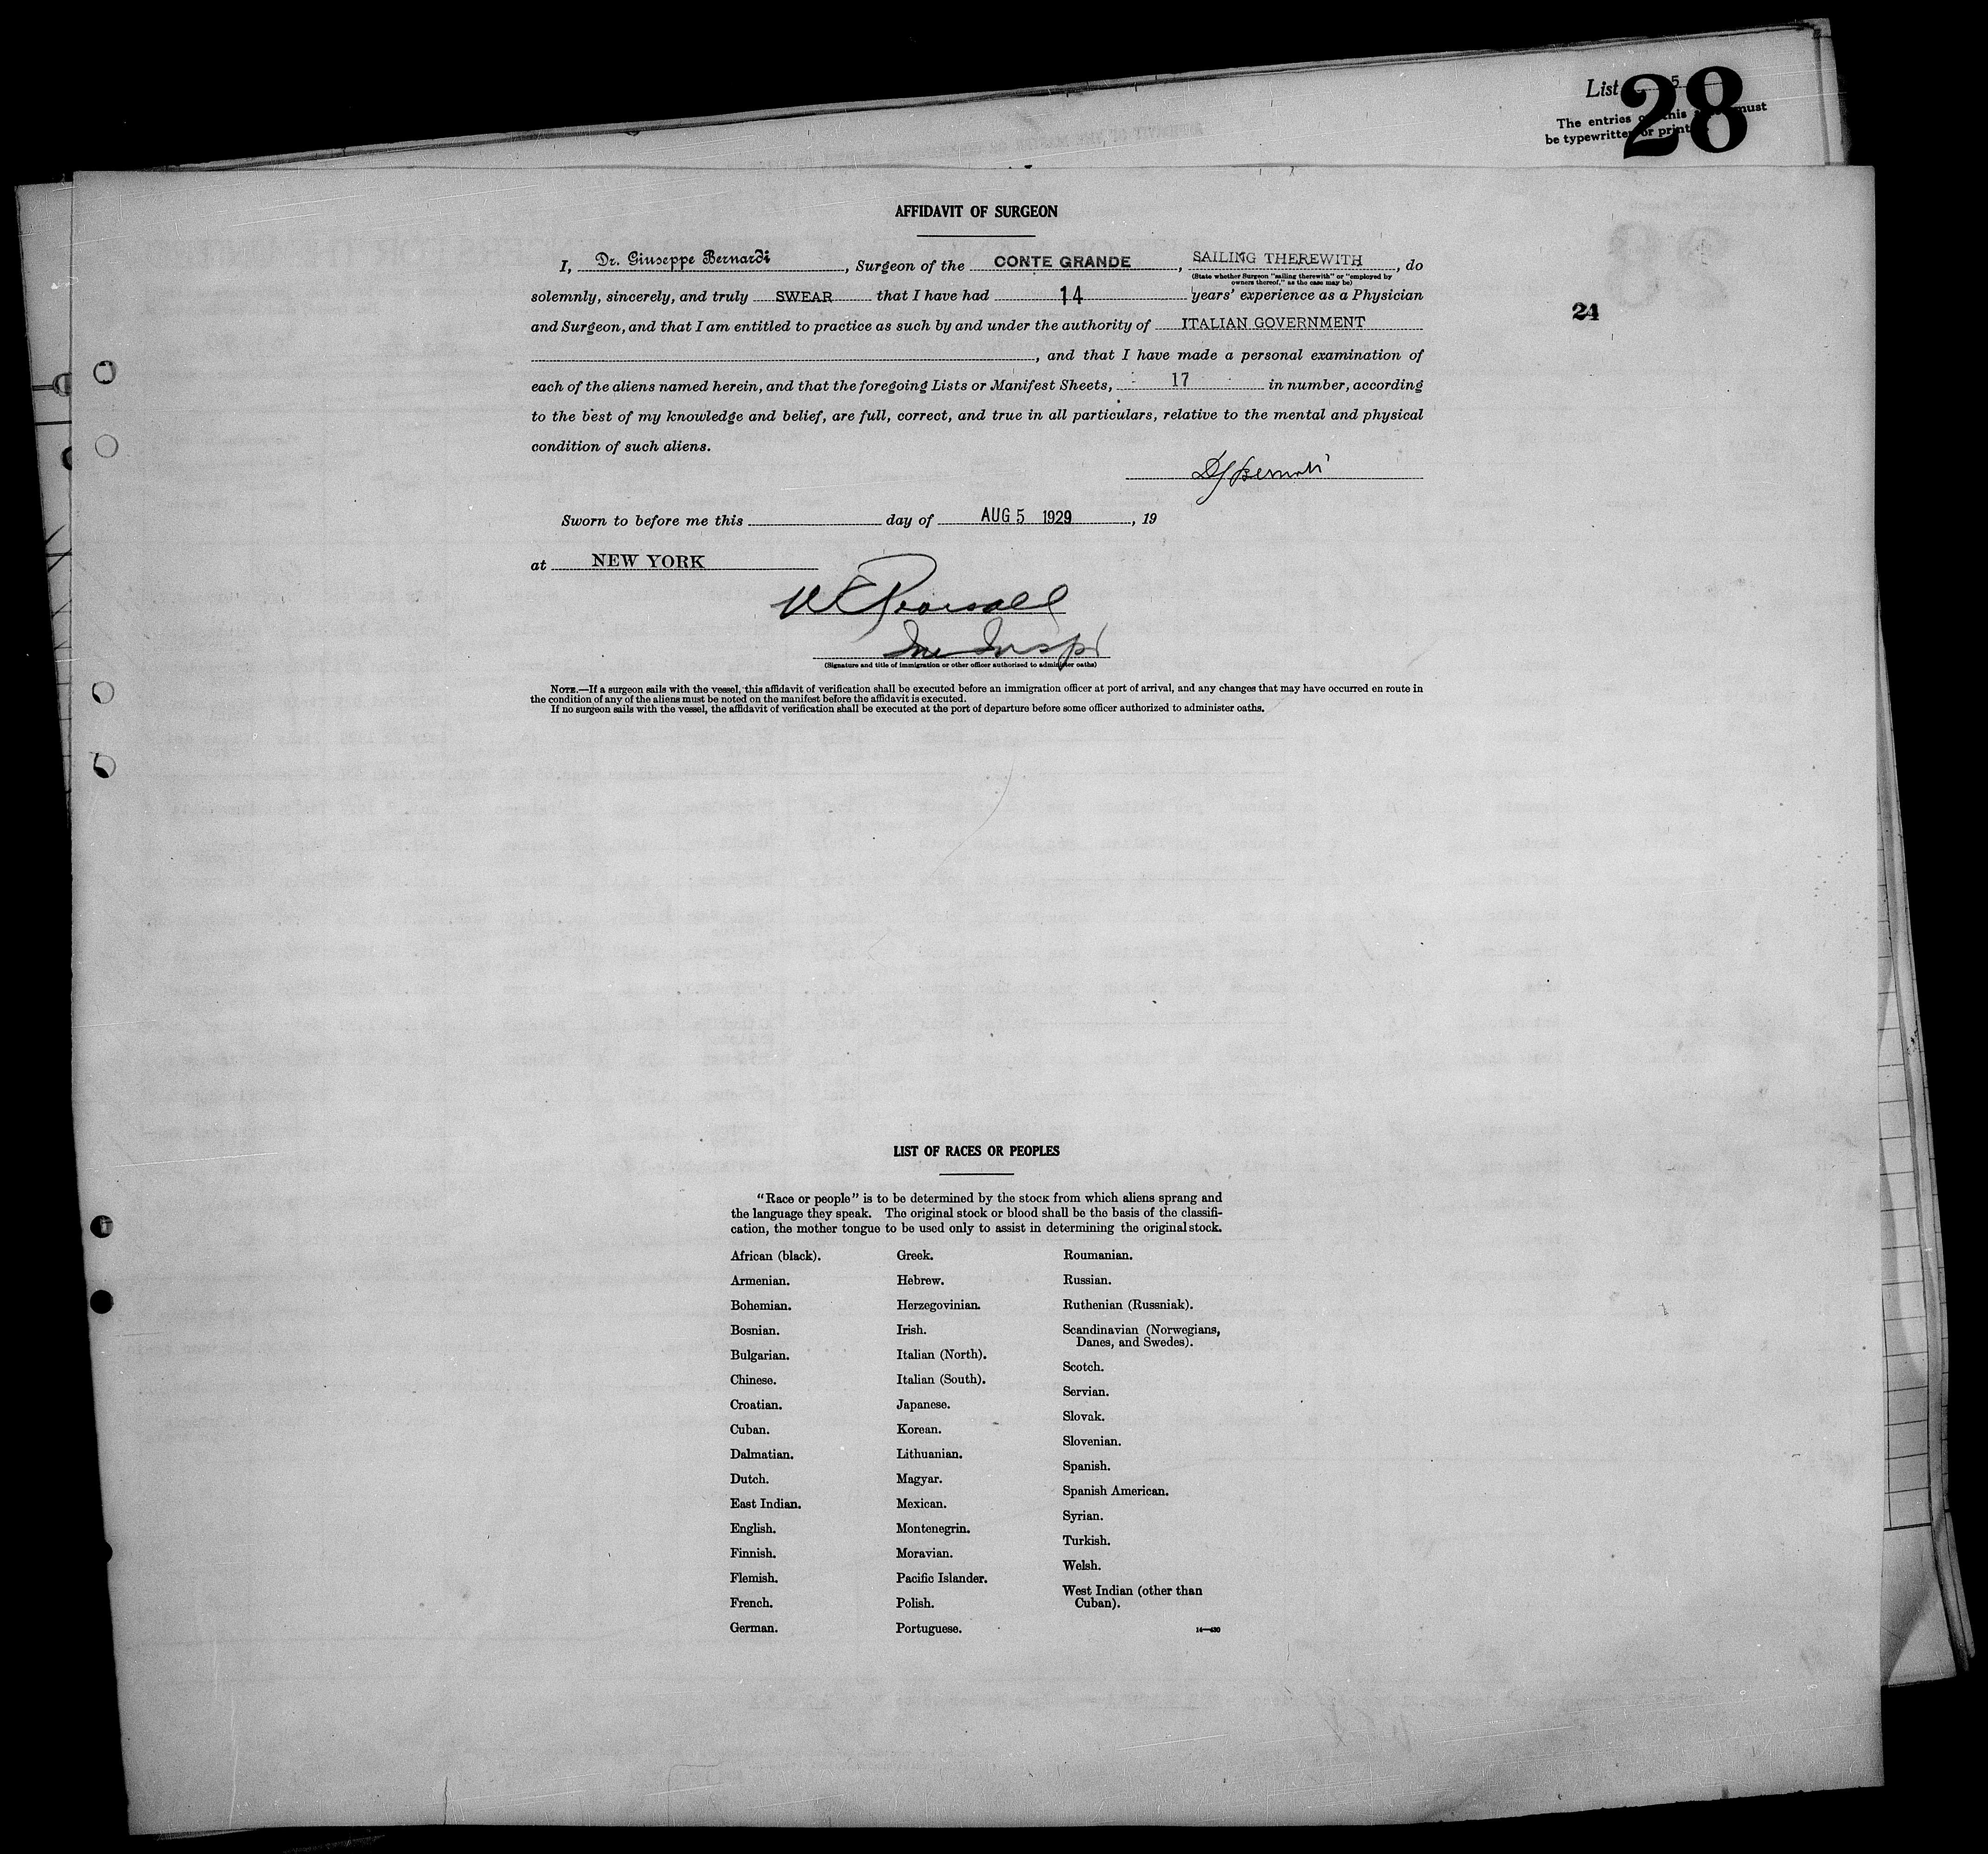 List 5
28
The entries must
be typewritten or
AFFIDAVIT OF SURGEON
I, Dr. Giuseppe Bernardi, Surgeon of the CONTE GRANDE, SAILING THEREWITH, do
(State whether Surgeon "sailing therewith" or "employed by
owners thereof," as the case may be)
solemnly, sincerely, and truly SWEAR that I have had 14 years' experience as a Physician
24
and Surgeon, and that I am entitled to practice as such by and under the authority of ITALIAN GOVERNMENT
, and that I have made a personal examination of
each of the aliens named herein, and that the foregoing Lists or Manifest Sheets, 17 in number, according
to the best of my knowledge and belief, are full, correct, and true in all particulars, relative to the mental and physical
condition of such aliens.
Sworn to before me this day of AUG 5 1929, 19
at NEW YORK
(Signature and title of immigration or other officer authorized to administer oaths)
NOTE.—If a surgeon sails with the vessel, this affidavit of verification shall be executed before an immigration officer at port of arrival, and any changes that may have occurred en route in
the condition of any of the aliens must be noted on the manifest before the affidavit is executed.
If no surgeon sails with the vessel, the affidavit of verification shall be executed at the port of departure before some officer authorized to administer oaths.
LIST OF RACES OR PEOPLES
"Race or people" is to be determined by the stock from which aliens sprang and
the language they speak. The original stock or blood shall be the basis of the classifi-
cation, the mother tongue to be used only to assist in determining the original stock.
African (black).
Armenian.
Bohemian.
Bosnian.
Bulgarian.
Chinese.
Croatian.
Cuban.
Dalmatian.
Dutch.
East Indian.
English.
Finnish.
Flemish.
French.
German.
Greek.
Hebrew.
Herzegovinian.
Irish.
Italian (North).
Italian (South).
Japanese.
Korean.
Lithuanian.
Magyar.
Mexican.
Montenegrin.
Moravian.
Pacific Islander.
Polish.
Portuguese.
Roumanian.
Russian.
Ruthenian (Russniak).
Scandinavian (Norwegians,
Danes, and Swedes).
Scotch.
Servian.
Slovak.
Slovenian.
Spanish.
Spanish American.
Syrian.
Turkish.
Welsh.
West Indian (other than
Cuban).
14—430